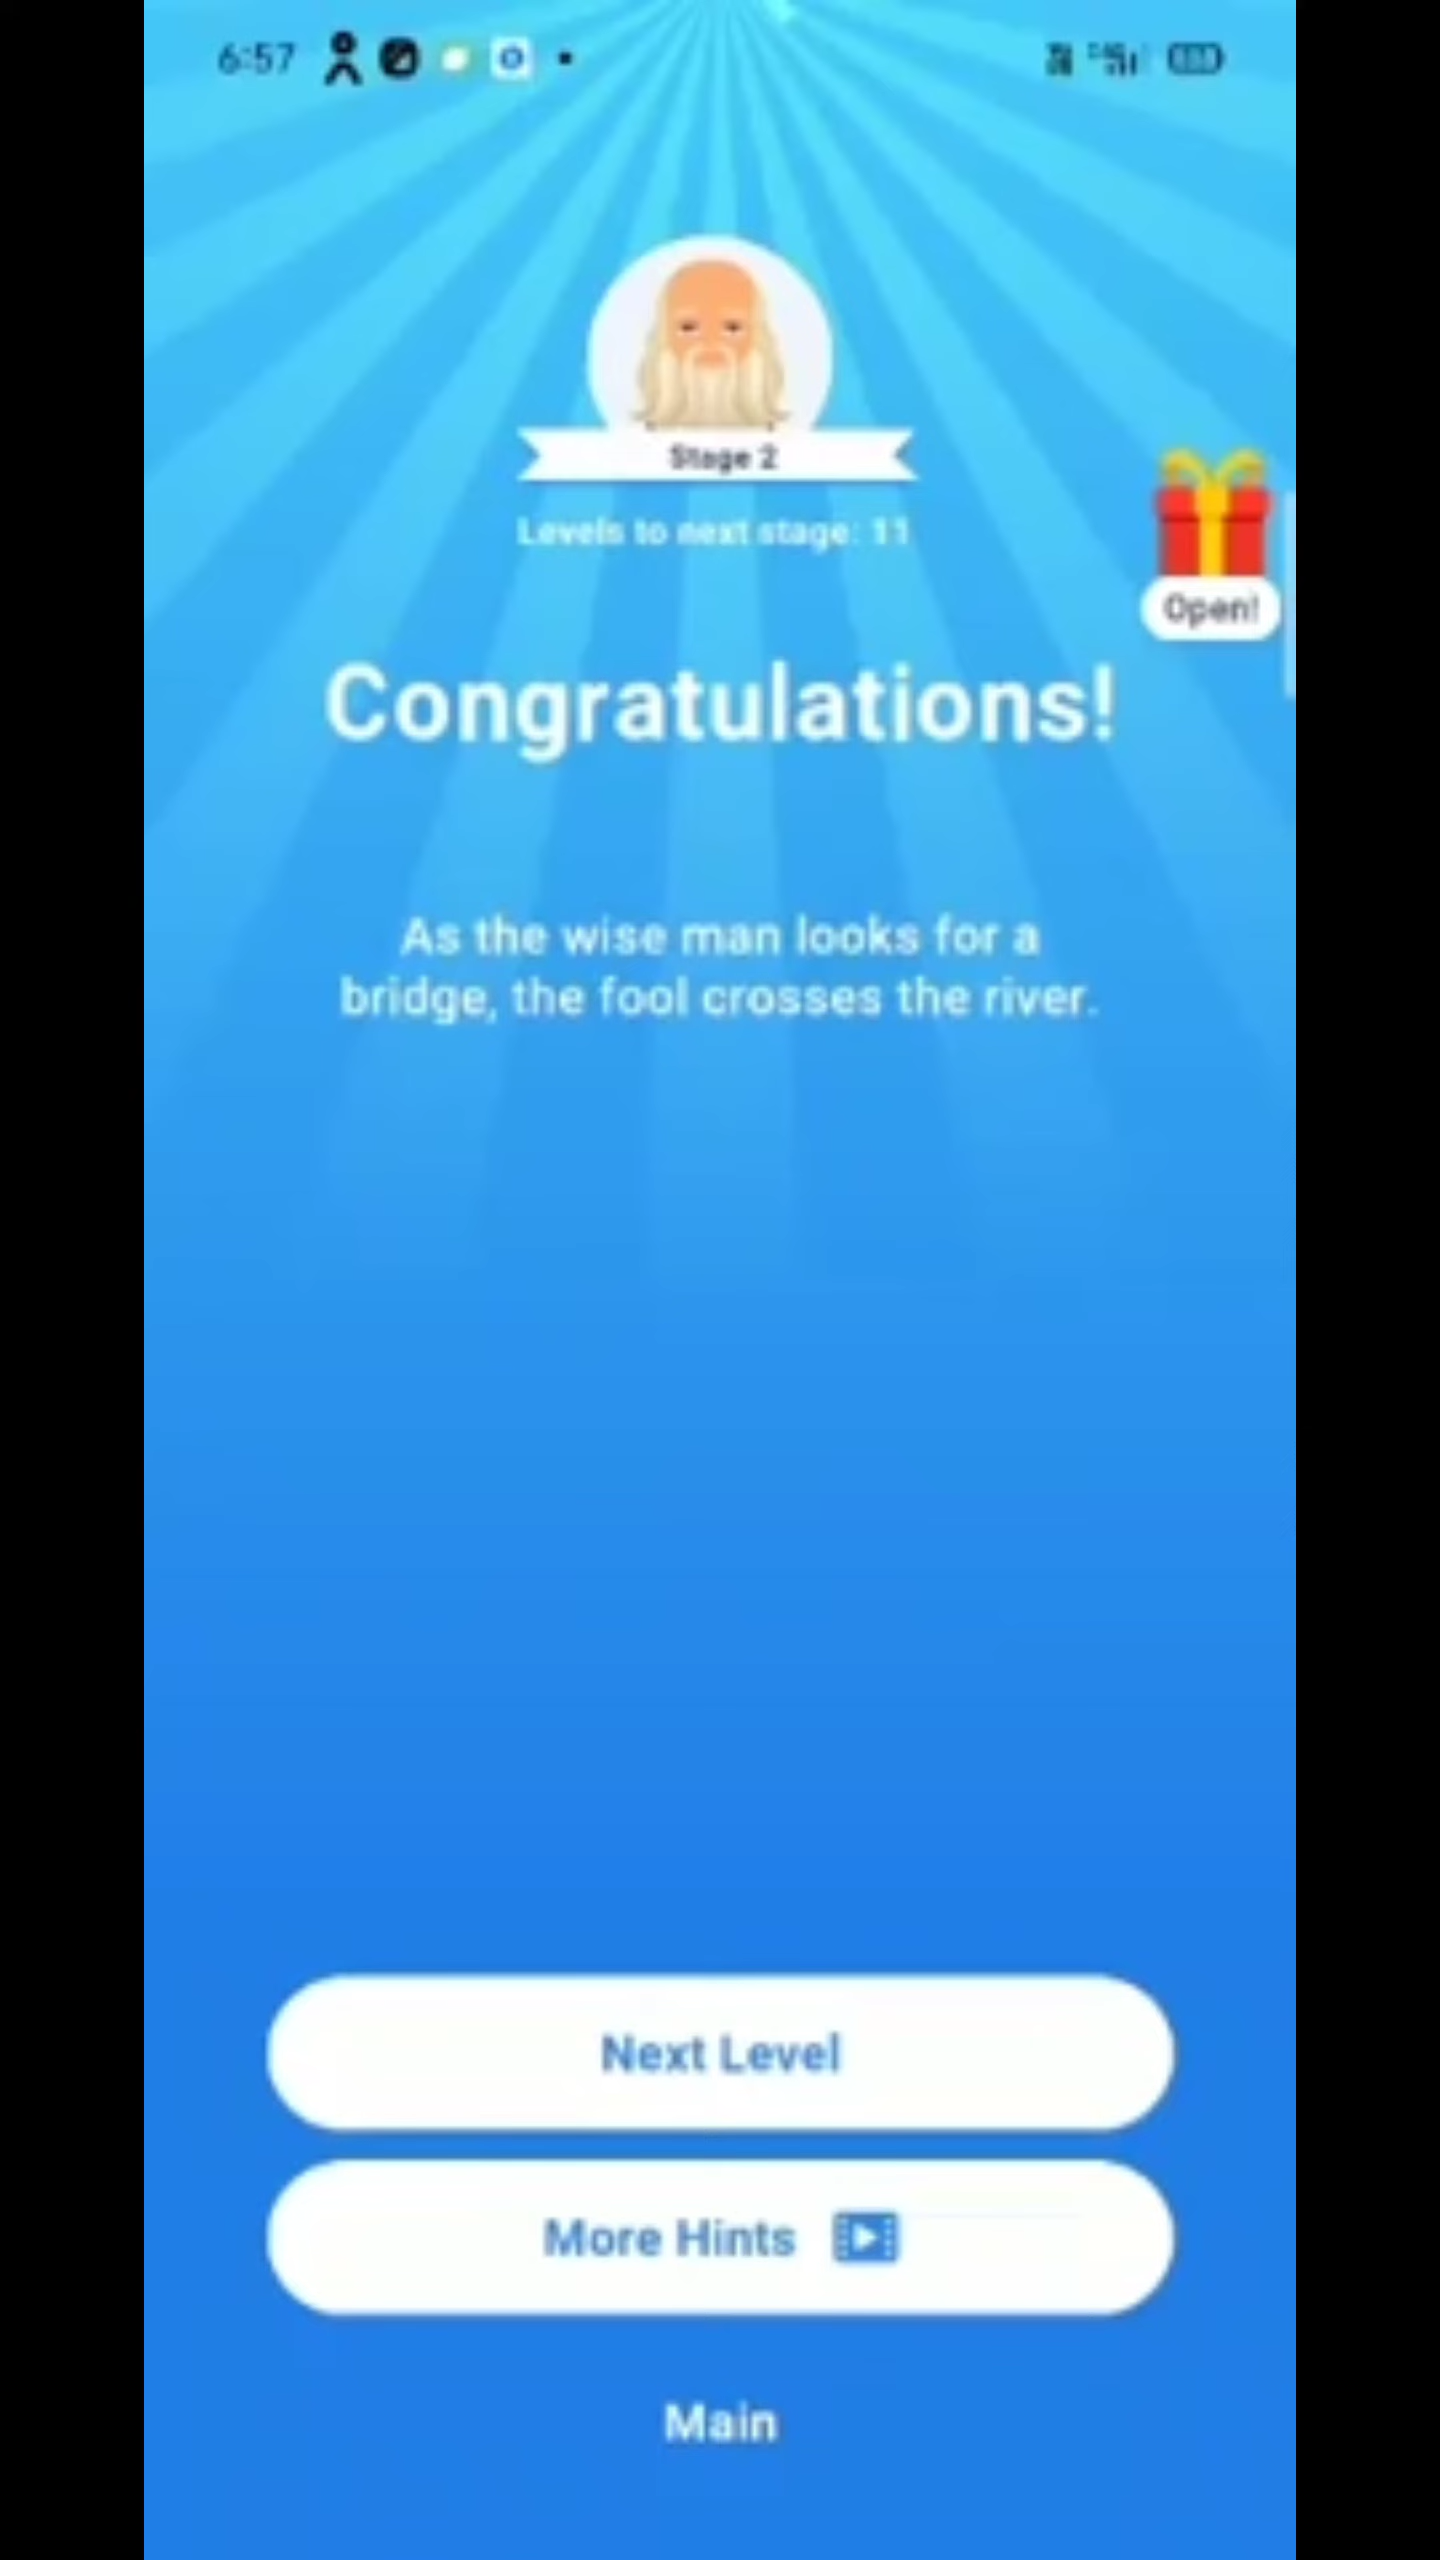 6:57
Stage 2
Levels to next stage: 11
Open!
Congratulations!
As the wise man looks for a
bridge, the fool crosses the river.
Next Level
More Hints
Main